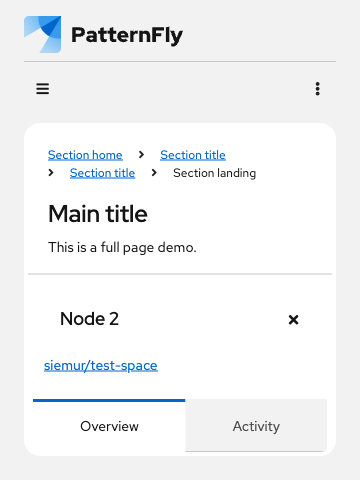 PatternFly
Section home Section title
Section title Section landing
Main title
This is a full page demo.
Node 2
siemur/test-space
Overview Activity